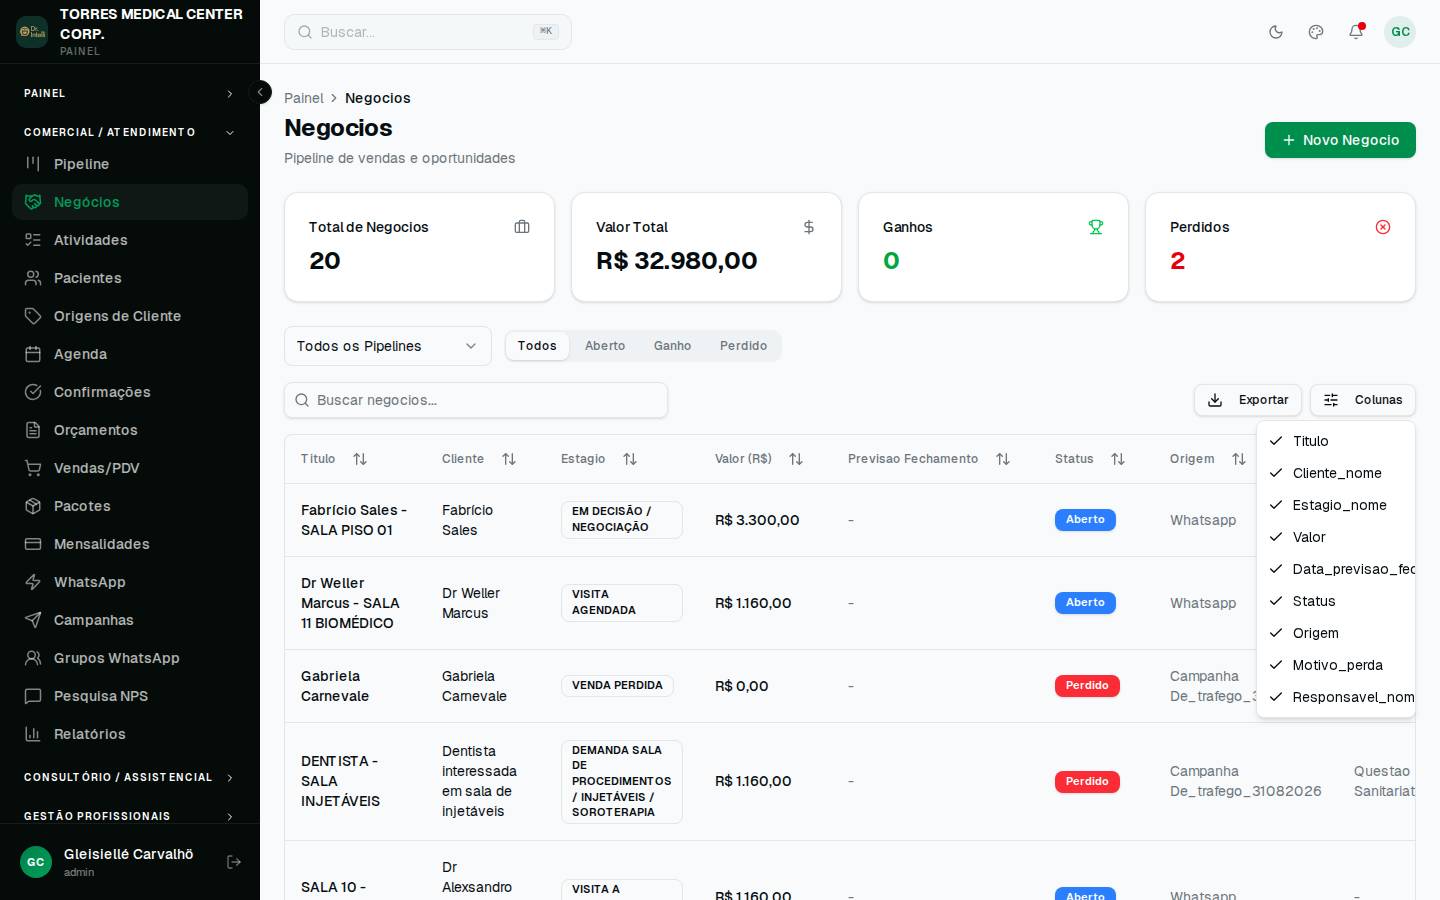 TORRES MEDICAL CENTER
CORP.
PAINEL
PAINEL
COMERCIAL / ATENDIMENTO
Pipeline
Negócios
Atividades
Pacientes
Origens de Cliente
Agenda
Confirmações
Orçamentos
Vendas/PDV
Pacotes
Mensalidades
WhatsApp
Campanhas
Grupos WhatsApp
Pesquisa NPS
Relatórios
CONSULTÓRIO / ASSISTENCIAL
GESTÃO PROFISSIONAIS
GC
Gleisiellé Carvalhö
admin
Buscar...
⌘K
GC
Painel
Negocios
Negocios
Pipeline de vendas e oportunidades
Novo Negocio
Total de Negocios
20
Valor Total
R$ 32.980,00
Ganhos
0
Perdidos
2
Todos os Pipelines
Todos
Aberto
Ganho
Perdido
Buscar negocios...
Exportar
Colunas
Titulo
Cliente
Estagio
Valor (R$)
Previsao Fechamento
Status
Origem
Titulo
Cliente_nome
Estagio_nome
Valor
Data_previsao_fec
Status
Origem
Motivo_perda
Responsavel_nom
Fabrício Sales -
SALA PISO 01
Fabrício
Sales
EM DECISÃO /
NEGOCIAÇÃO
R$ 3.300,00
-
Aberto
Whatsapp
Dr Weller
Marcus - SALA
11 BIOMÉDICO
Dr Weller
Marcus
VISITA
AGENDADA
R$ 1.160,00
-
Aberto
Whatsapp
Gabriela
Carnevale
Gabriela
Carnevale
VENDA PERDIDA
R$ 0,00
-
Perdido
Campanha
De_trafego_3
DENTISTA -
SALA
INJETÁVEIS
Dentista
interessada
em sala de
injetáveis
DEMANDA SALA
DE
PROCEDIMENTOS
/ INJETÁVEIS /
SOROTERAPIA
R$ 1.160,00
-
Perdido
Campanha
De_trafego_31082026
Questao
Sanitariat
SALA 10 -
Dr
Alexsandro
VISITA A
R$ 1.160,00
-
Aberto
Whatsapp
-